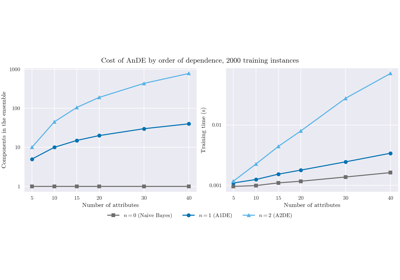 Cost of AnDE by order of dependence, 2000 training instances
Components in the ensemble
1000
100
10
1
5 10 15 20 30 40
Number of attributes
Training time (s)
0.01
0.001
5 10 15 20 30 40
Number of attributes
n = 0 (Naive Bayes) n = 1 (A1DE) n = 2 (A2DE)